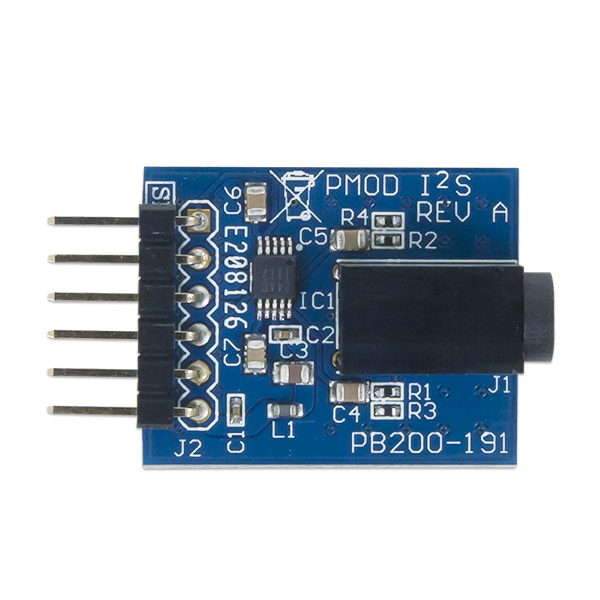 PMOD I²S
REV A
C6
R4
R2
C5
E208126
IC1
C2
C3
C7
J1
R1
R3
C4
L1
C1
J2
PB200-191